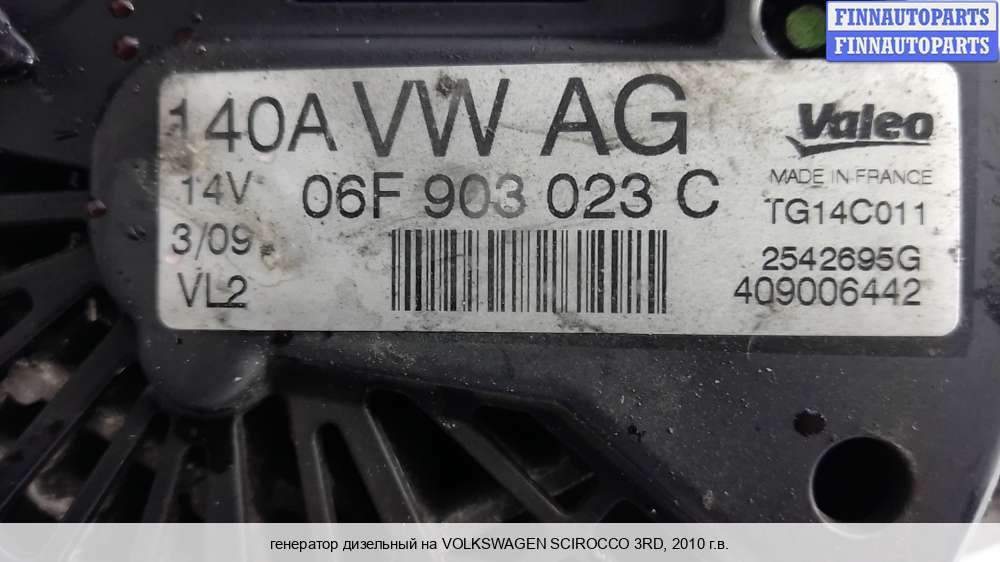 FINNAUTOPARTS
FINNAUTOPARTS
140A VW AG
Valeo
14V 06F 903 023 C
MADE IN FRANCE
TG14C011
3/09
2542695G
VL2
409006442
генератор дизельный на VOLKSWAGEN SCIROCCO 3RD, 2010 г.в.